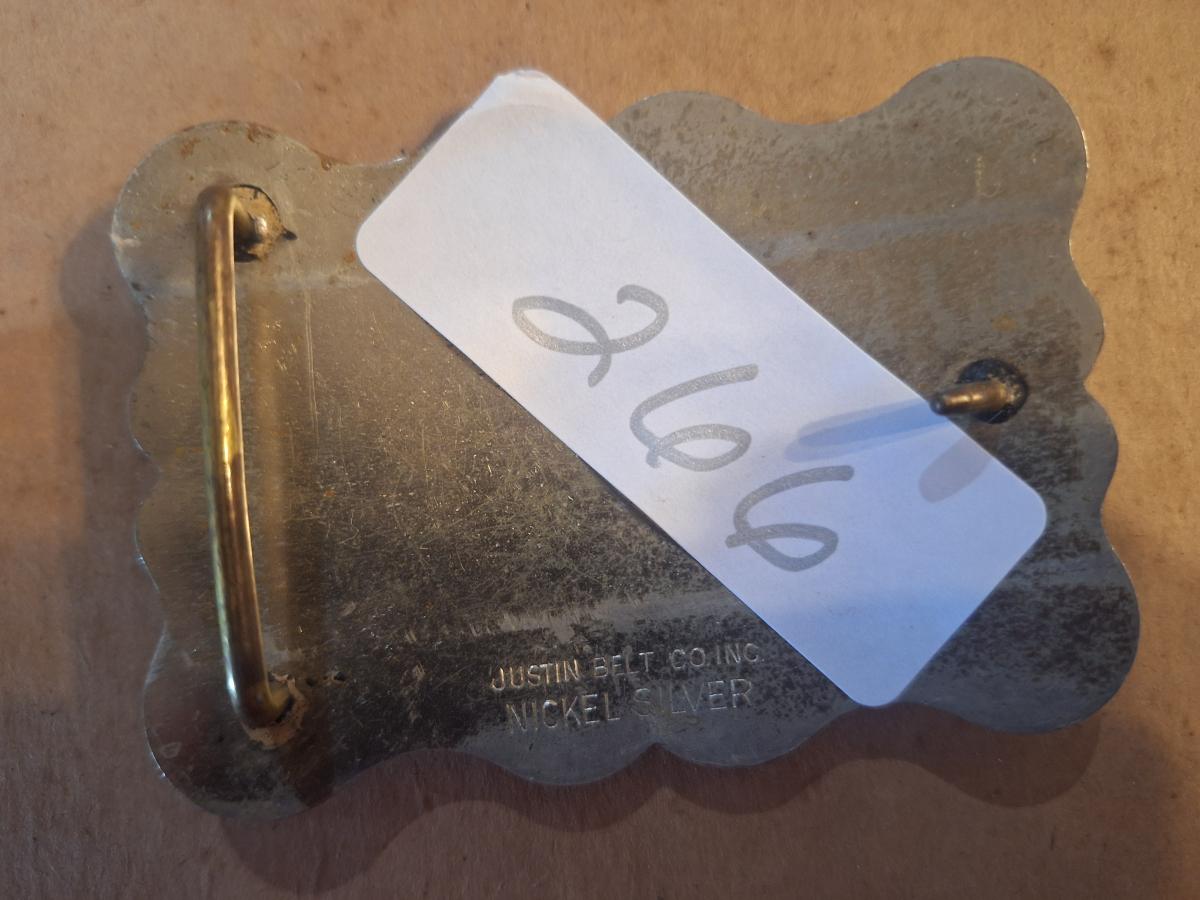 266
JUSTIN BELT CO. INC.
NICKEL SILVER